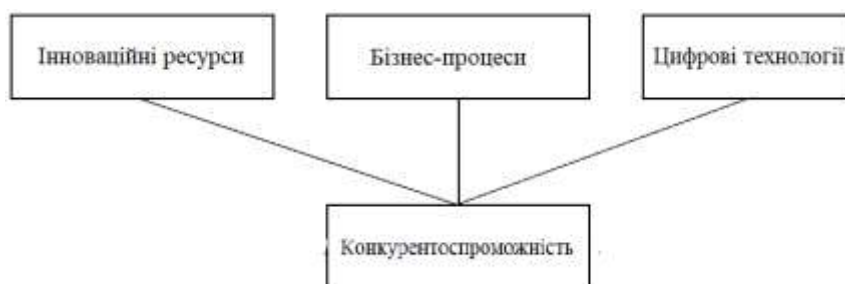 Інноваційні ресурси
Бізнес-процеси
Цифрові технології
Конкурентоспроможність